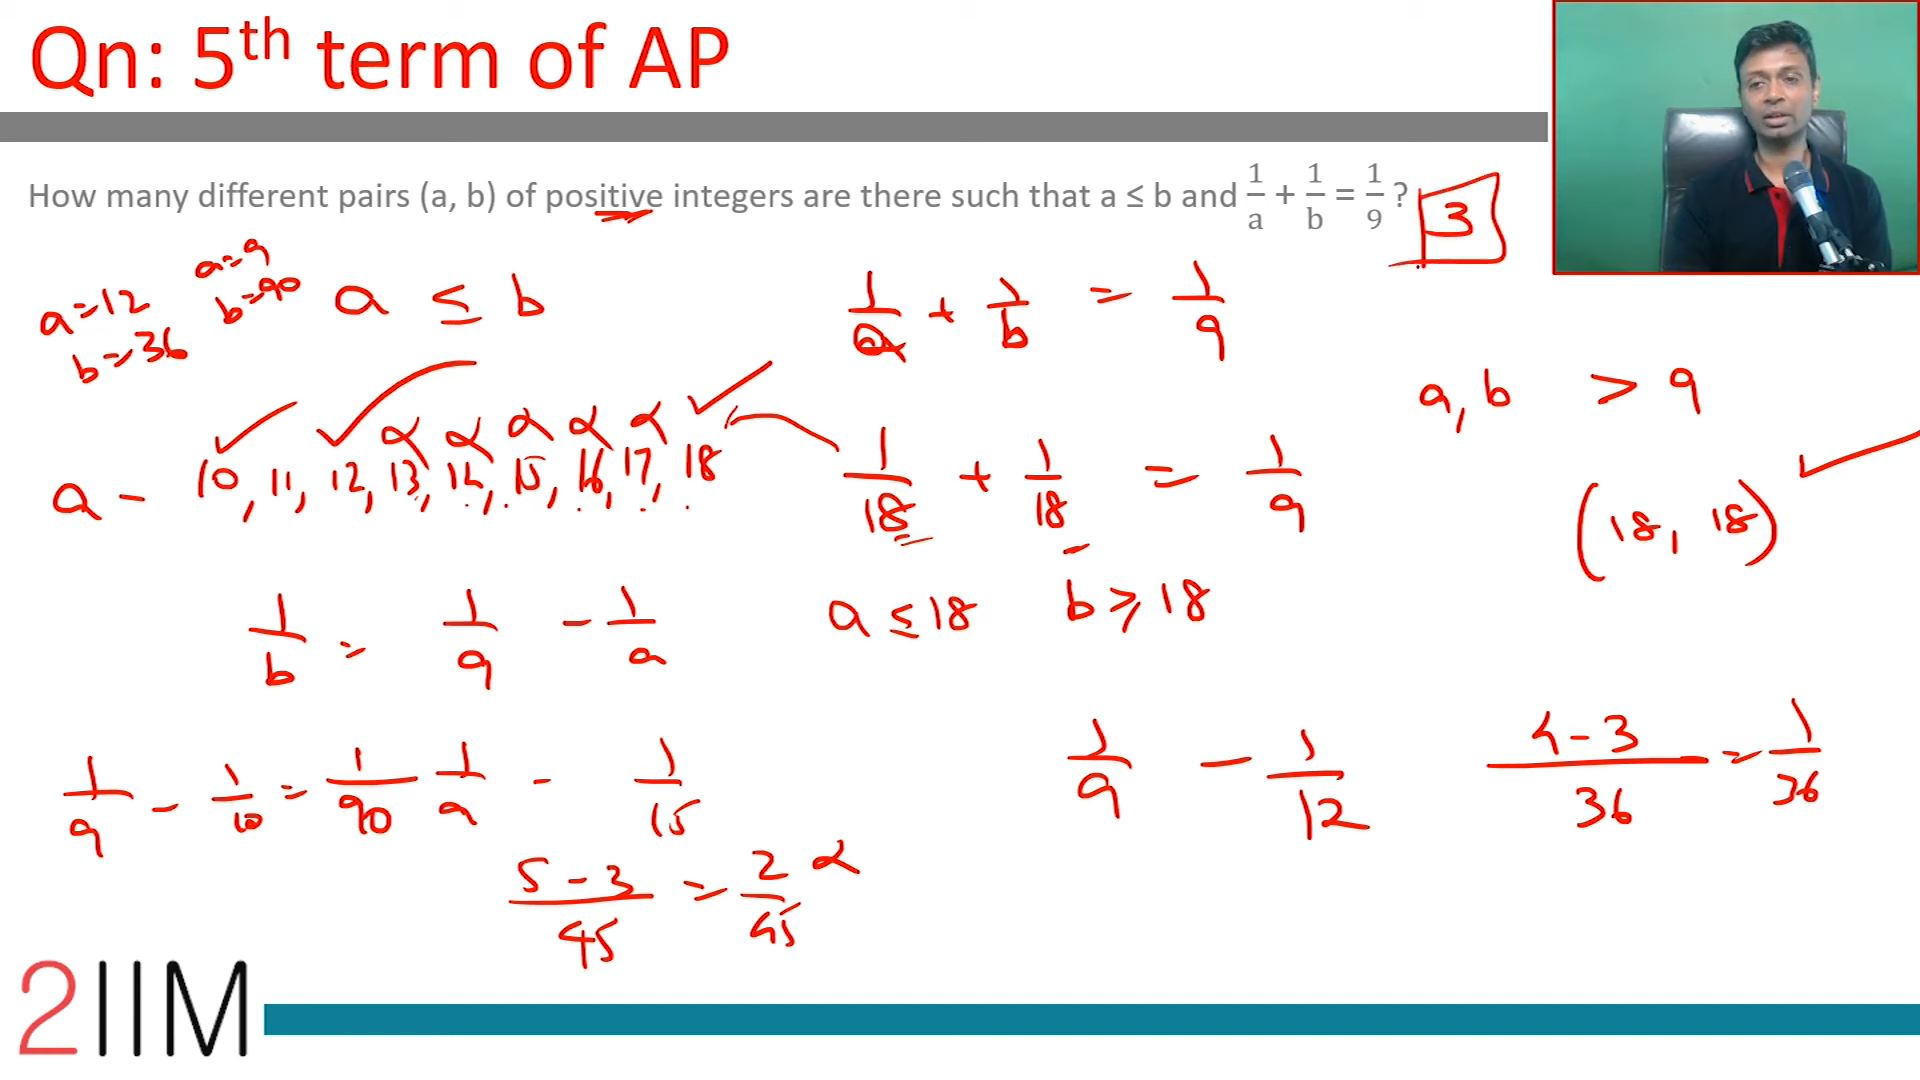 Qn: 5th term of AP
How many different pairs (a, b) of positive integers are there such that a ≤ b and 1/a + 1/b = 1/9 ?
3
a=12
b=36
a=9
b=90
a ≤ b
1/a + 1/b = 1/9
a, b > 9
a - 10, 11, 12, 13, 14, 15, 16, 17, 18
1/18 + 1/18 = 1/9
(18, 18)
1/b = 1/9 - 1/a
a ≤ 18 b ≥ 18
1/9 - 1/10 = 1/90
1/9 - 1/15
5 - 3/45 = 2/45
1/9 - 1/12
4 - 3/36 = 1/36
2IIM